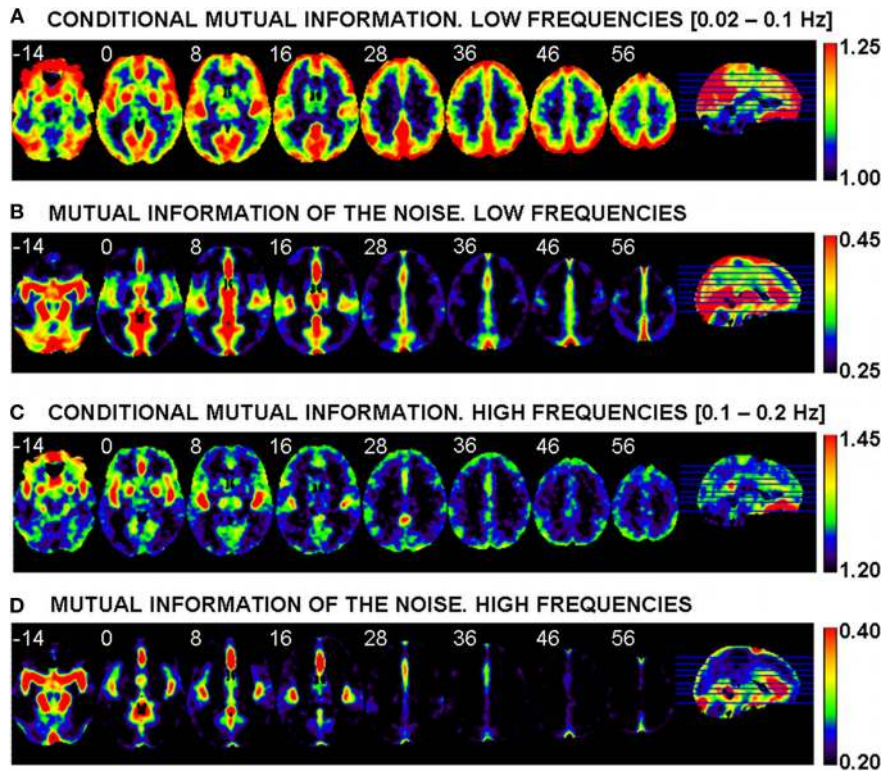 A CONDITIONAL MUTUAL INFORMATION. LOW FREQUENCIES [0.02 – 0.1 Hz]
-14 0 8 16 28 36 46 56 1.25
1.00
B MUTUAL INFORMATION OF THE NOISE. LOW FREQUENCIES
-14 0 8 16 28 36 46 56 0.45
0.25
C CONDITIONAL MUTUAL INFORMATION. HIGH FREQUENCIES [0.1 – 0.2 Hz]
-14 0 8 16 28 36 46 56 1.45
1.20
D MUTUAL INFORMATION OF THE NOISE. HIGH FREQUENCIES
-14 0 8 16 28 36 46 56 0.40
0.20